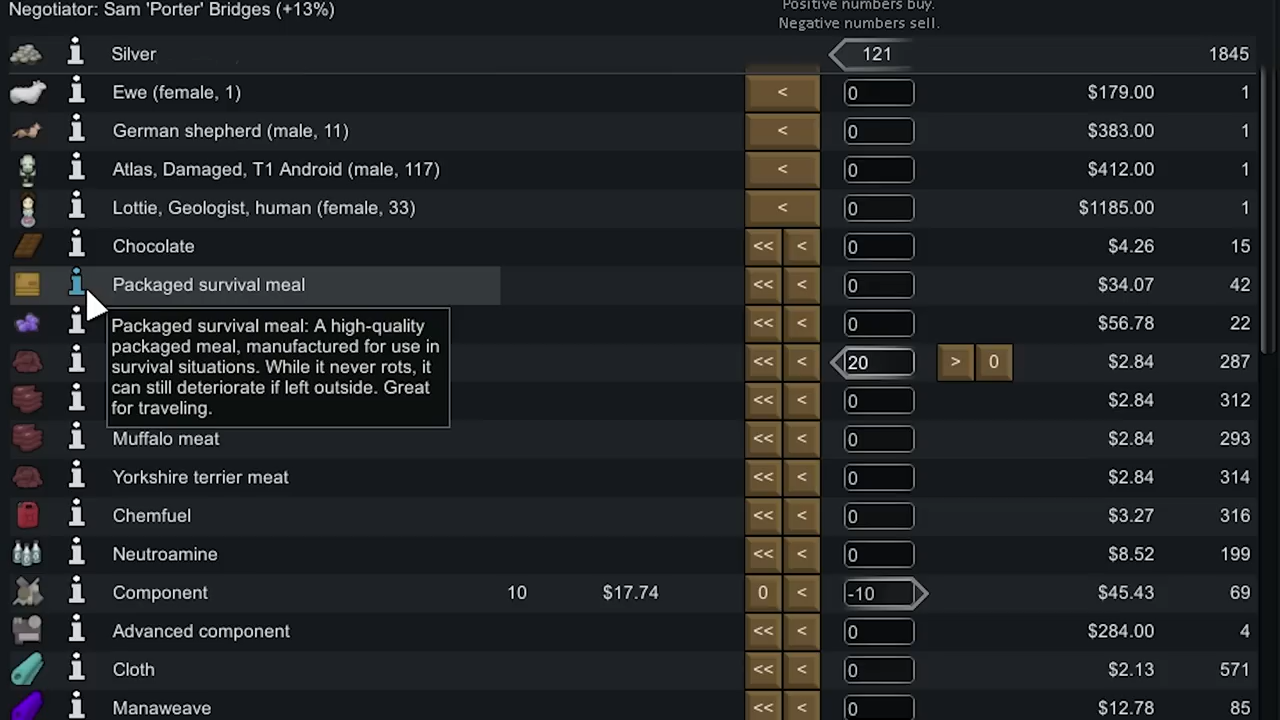 Negotiator: Sam 'Porter' Bridges (+13%)
Positive numbers buy.
Negative numbers sell.
Silver 121 1845
Ewe (female, 1) < 0 $179.00 1
German shepherd (male, 11) < 0 $383.00 1
Atlas, Damaged, T1 Android (male, 117) < 0 $412.00 1
Lottie, Geologist, human (female, 33) < 0 $1185.00 1
Chocolate << < 0 $4.26 15
Packaged survival meal << < 0 $34.07 42
<< < 0 $56.78 22
<< < 20 > 0 $2.84 287
<< < 0 $2.84 312
Packaged survival meal: A high-quality
packaged meal, manufactured for use in
survival situations. While it never rots, it
can still deteriorate if left outside. Great
for traveling.
Muffalo meat << < 0 $2.84 293
Yorkshire terrier meat << < 0 $2.84 314
Chemfuel << < 0 $3.27 316
Neutroamine << < 0 $8.52 199
Component 10 $17.74 0 < -10 $45.43 69
Advanced component << < 0 $284.00 4
Cloth << < 0 $2.13 571
Manaweave << < 0 $12.78 85